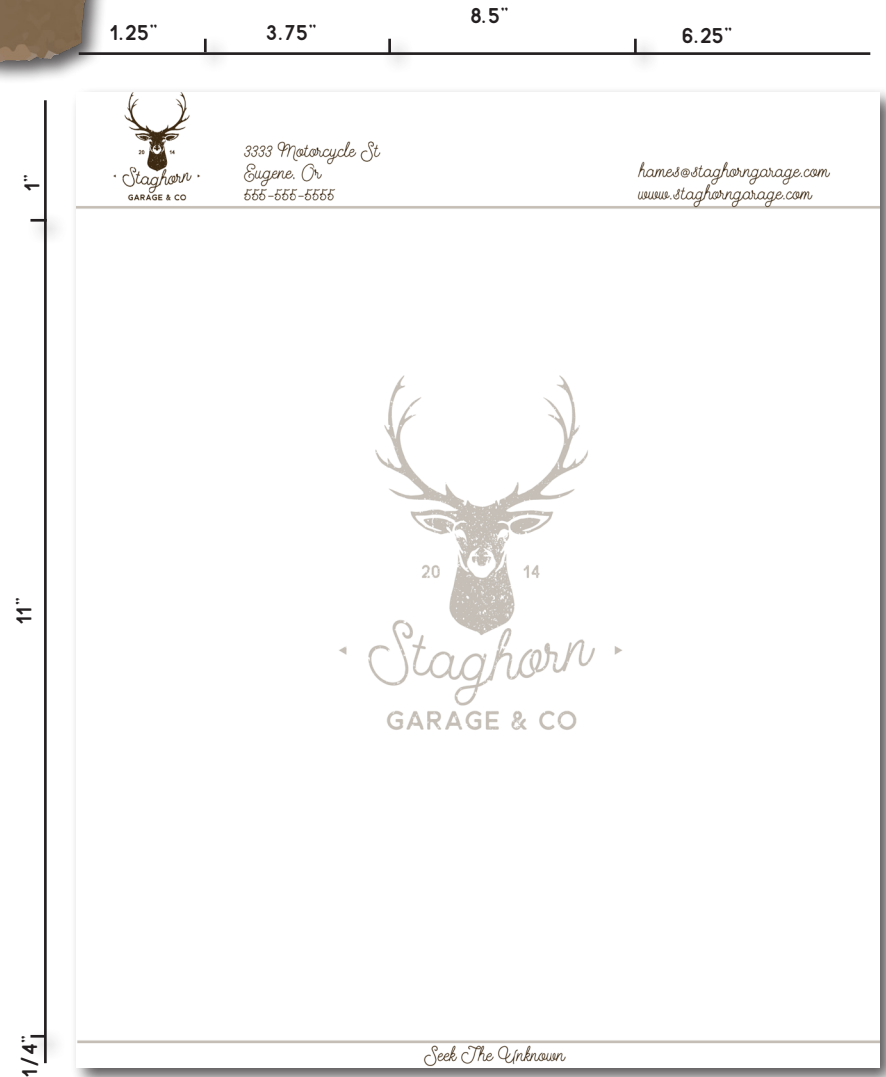 8.5"
1.25" 3.75" 6.25"
1"
20 14
Staghorn
GARAGE & CO
3333 Motorcycle St
Eugene, Or
555-555-5555
hames@staghorngarage.com
www.staghorngarage.com
11"
20 14
Staghorn
GARAGE & CO
1/4"
Seek The Unknown